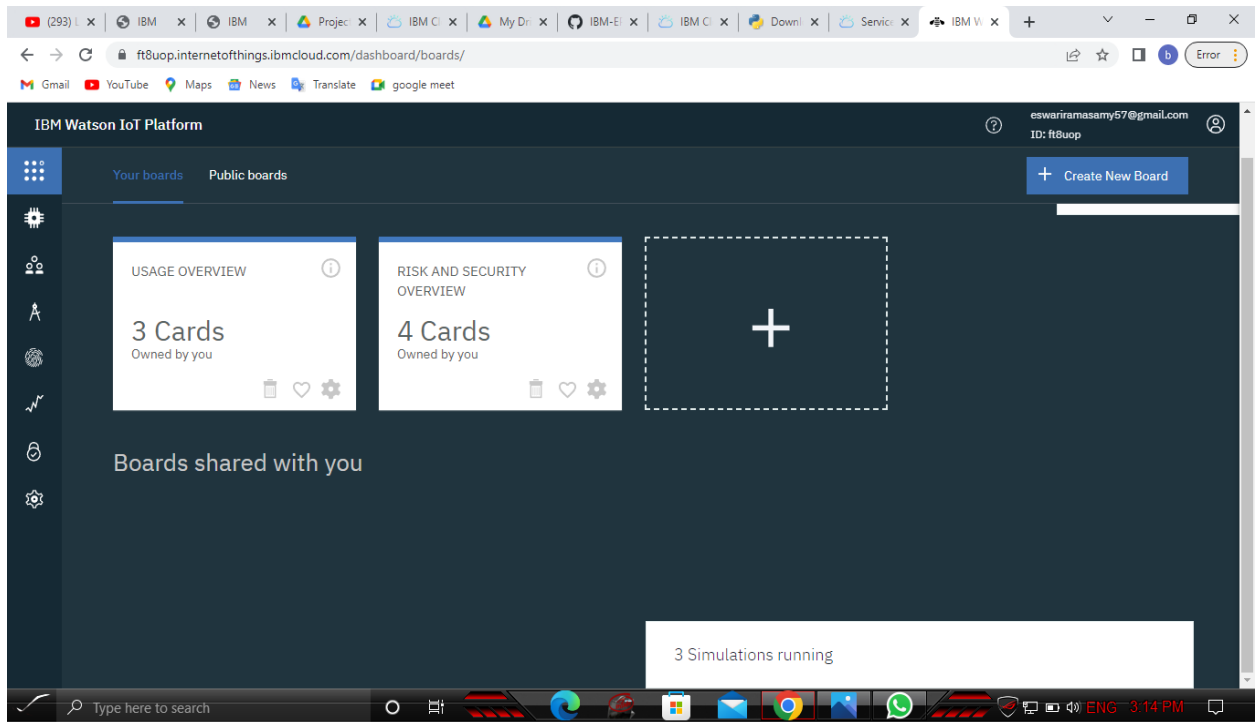 (293) L
IBM
IBM
Project
IBM Cl
My Dri
IBM-E
IBM Cl
Downl
Service
IBM W
ft8uop.internetofthings.ibmcloud.com/dashboard/boards/
b
Error
Gmail
YouTube
Maps
News
Translate
google meet
IBM Watson IoT Platform
eswariramasamy57@gmail.com
ID: ft8uop
Your boards
Public boards
Create New Board
USAGE OVERVIEW
3 Cards
Owned by you
RISK AND SECURITY
OVERVIEW
4 Cards
Owned by you
Boards shared with you
3 Simulations running
Type here to search
ENG
3:14 PM